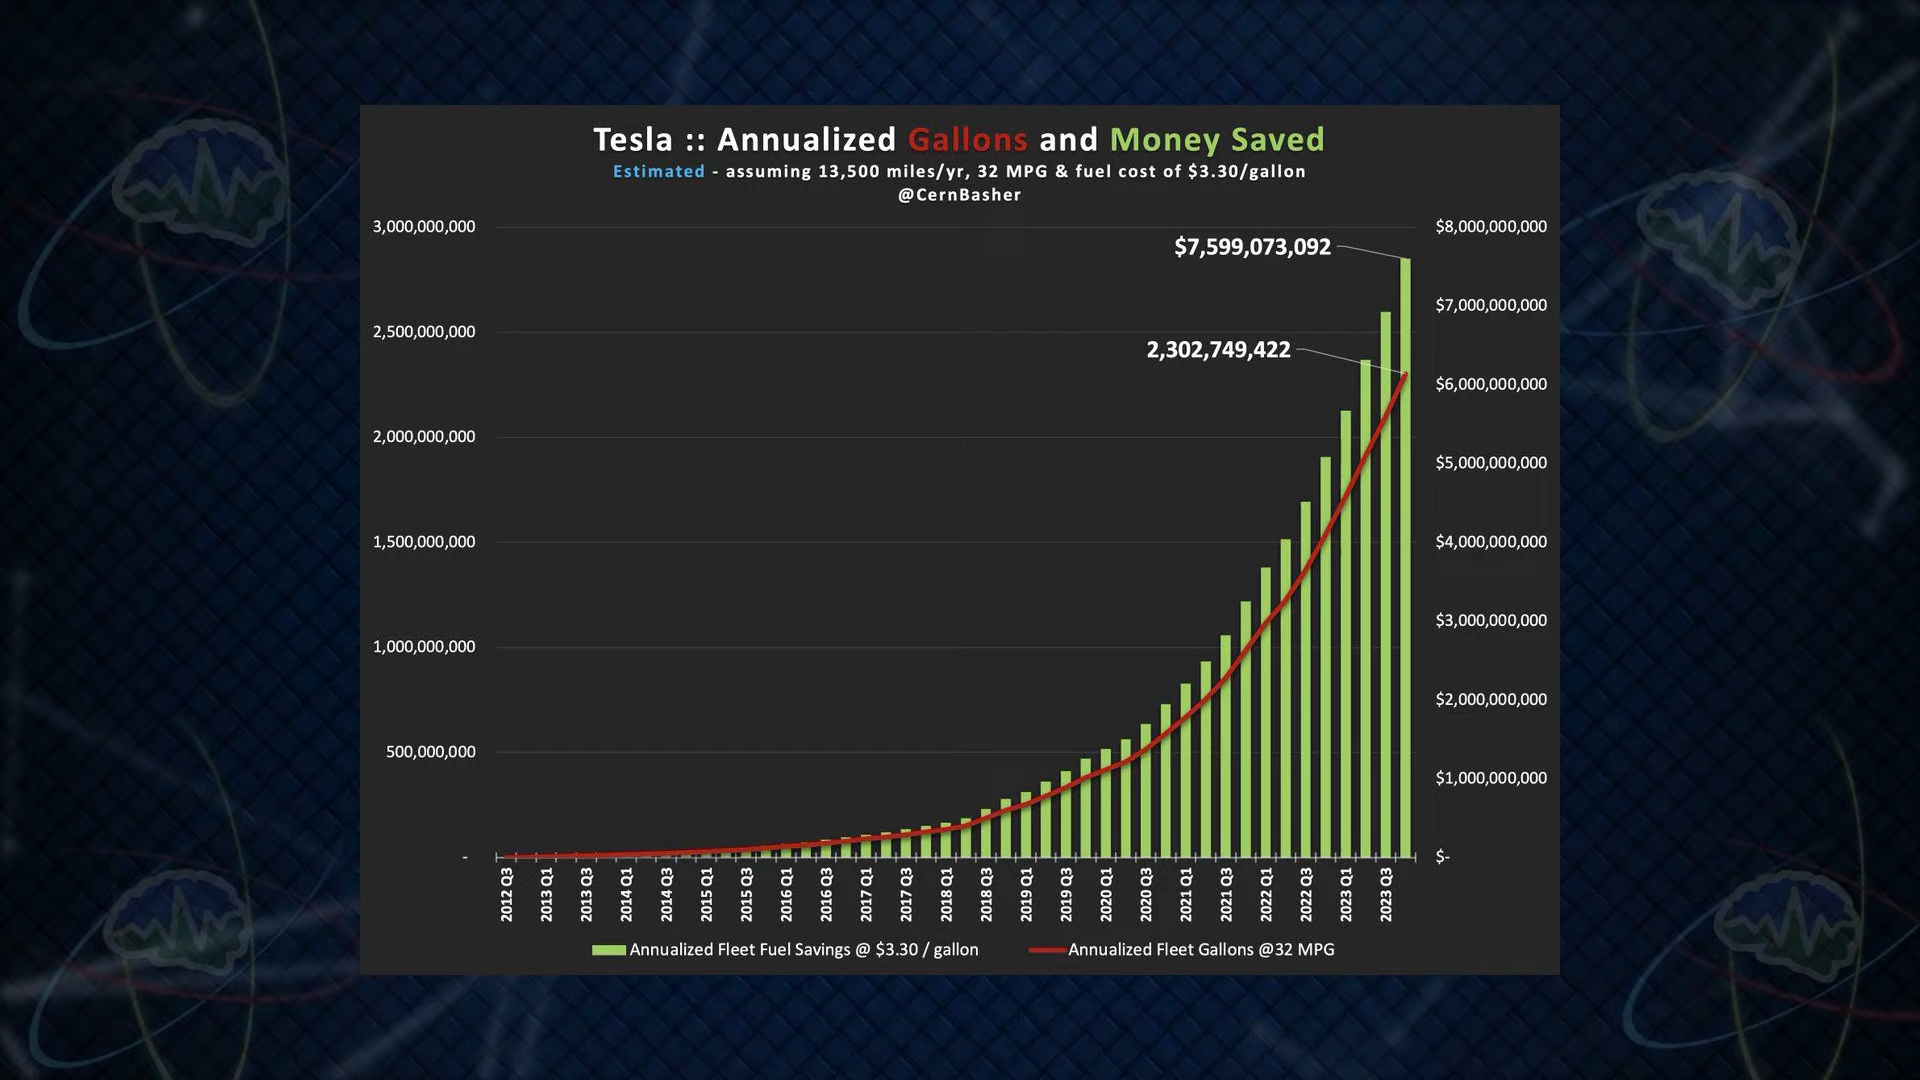 Tesla :: Annualized Gallons and Money Saved
Estimated - assuming 13,500 miles/yr, 32 MPG & fuel cost of $3.30/gallon
@CernBasher
3,000,000,000
2,500,000,000
2,000,000,000
1,500,000,000
1,000,000,000
500,000,000
-
$7,599,073,092
2,302,749,422
$8,000,000,000
$7,000,000,000
$6,000,000,000
$5,000,000,000
$4,000,000,000
$3,000,000,000
$2,000,000,000
$1,000,000,000
$-
2012 Q3
2013 Q1
2013 Q3
2014 Q1
2014 Q3
2015 Q1
2015 Q3
2016 Q1
2016 Q3
2017 Q1
2017 Q3
2018 Q1
2018 Q3
2019 Q1
2019 Q3
2020 Q1
2020 Q3
2021 Q1
2021 Q3
2022 Q1
2022 Q3
2023 Q1
2023 Q3
Annualized Fleet Fuel Savings @ $3.30 / gallon
Annualized Fleet Gallons @32 MPG